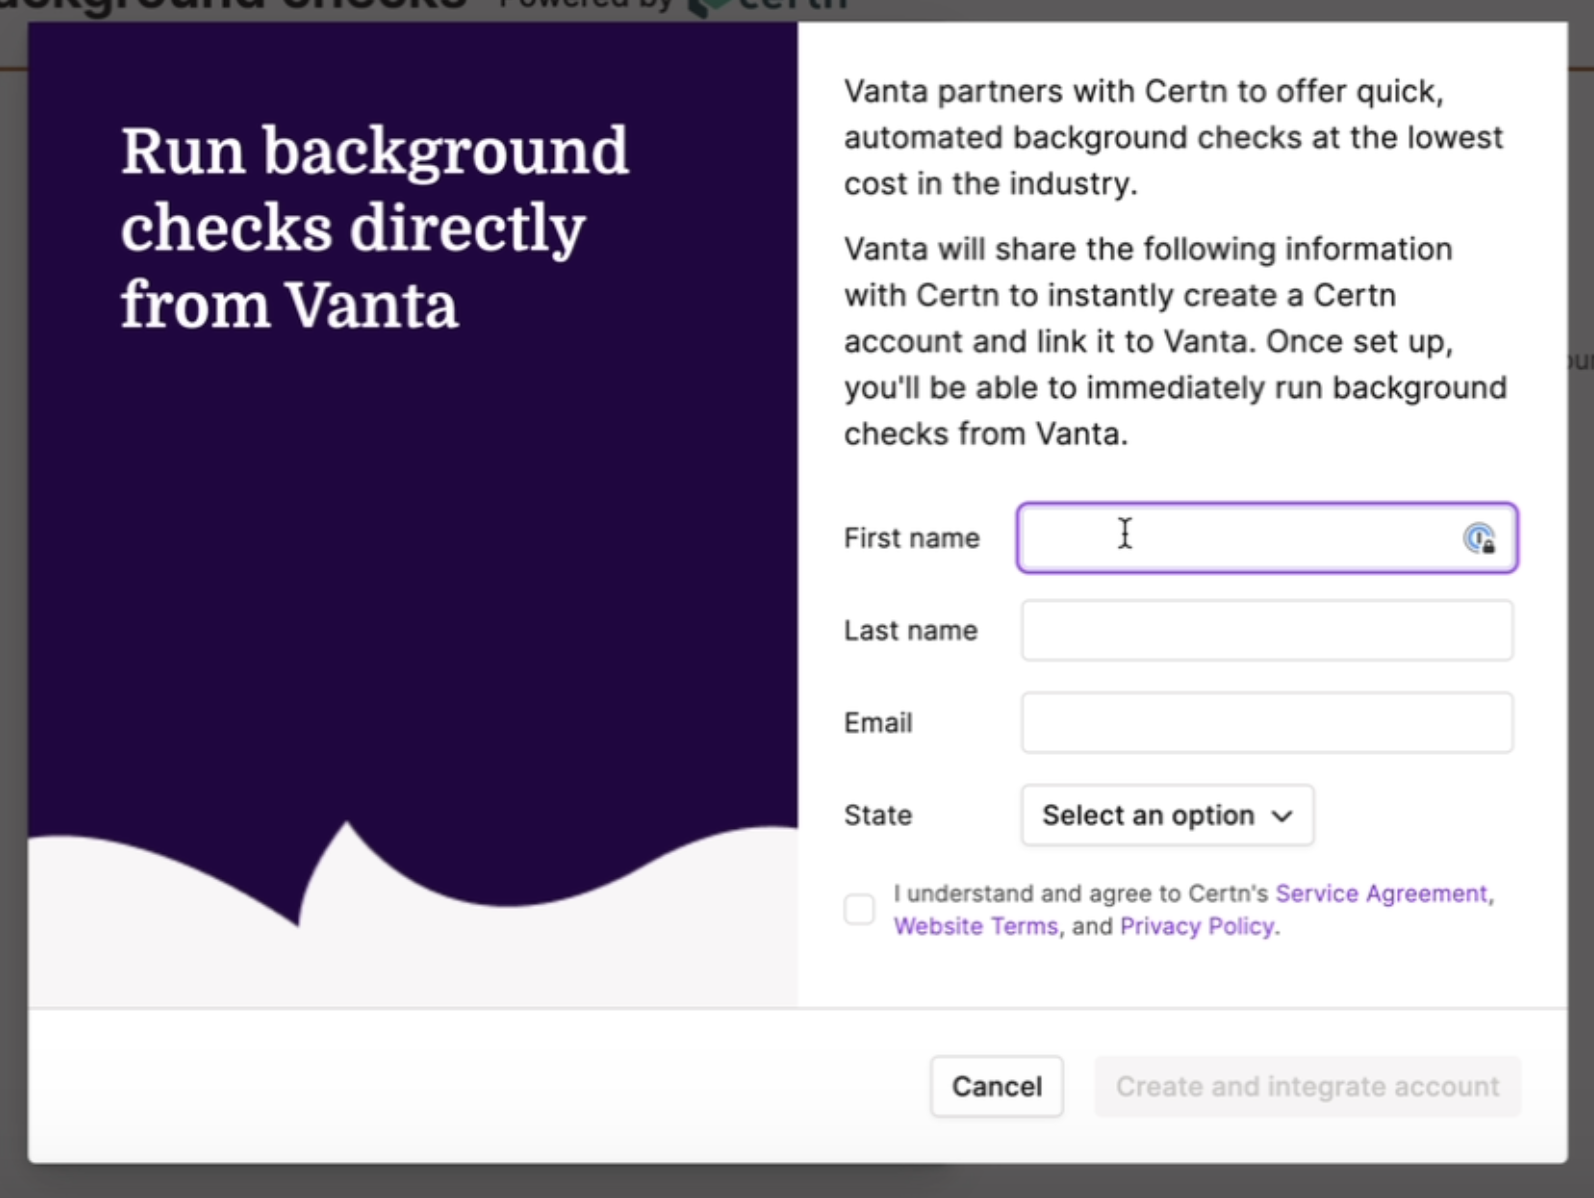 Powered by certn
Run background
checks directly
from Vanta
Vanta partners with Certn to offer quick,
automated background checks at the lowest
cost in the industry.
Vanta will share the following information
with Certn to instantly create a Certn
account and link it to Vanta. Once set up,
you'll be able to immediately run background
checks from Vanta.
First name
Last name
Email
State
Select an option
I understand and agree to Certn's Service Agreement,
Website Terms, and Privacy Policy.
Cancel
Create and integrate account